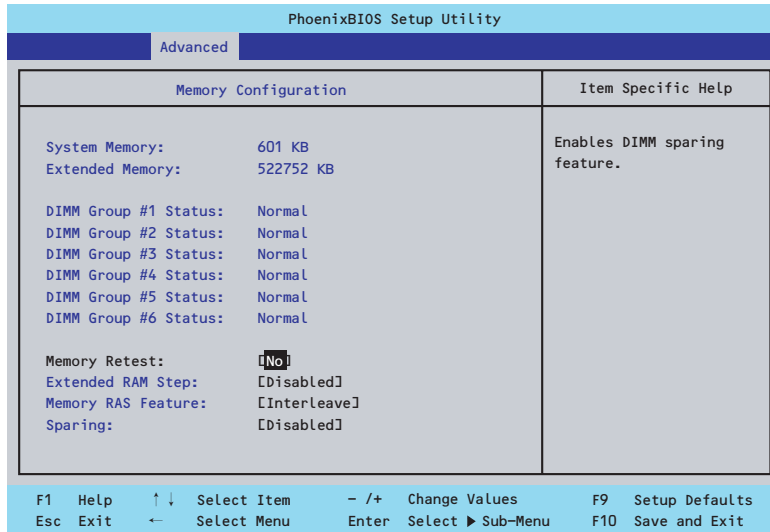 PhoenixBIOS Setup Utility
Advanced
Memory Configuration
Item Specific Help
System Memory: 601 KB
Extended Memory: 522752 KB
DIMM Group #1 Status: Normal
DIMM Group #2 Status: Normal
DIMM Group #3 Status: Normal
DIMM Group #4 Status: Normal
DIMM Group #5 Status: Normal
DIMM Group #6 Status: Normal
Memory Retest: [No]
Extended RAM Step: [Disabled]
Memory RAS Feature: [Interleave]
Sparing: [Disabled]
Enables DIMM sparing
feature.
F1 Help ↑ ↓ Select Item - /+ Change Values F9 Setup Defaults
Esc Exit ← Select Menu Enter Select ▶ Sub-Menu F10 Save and Exit